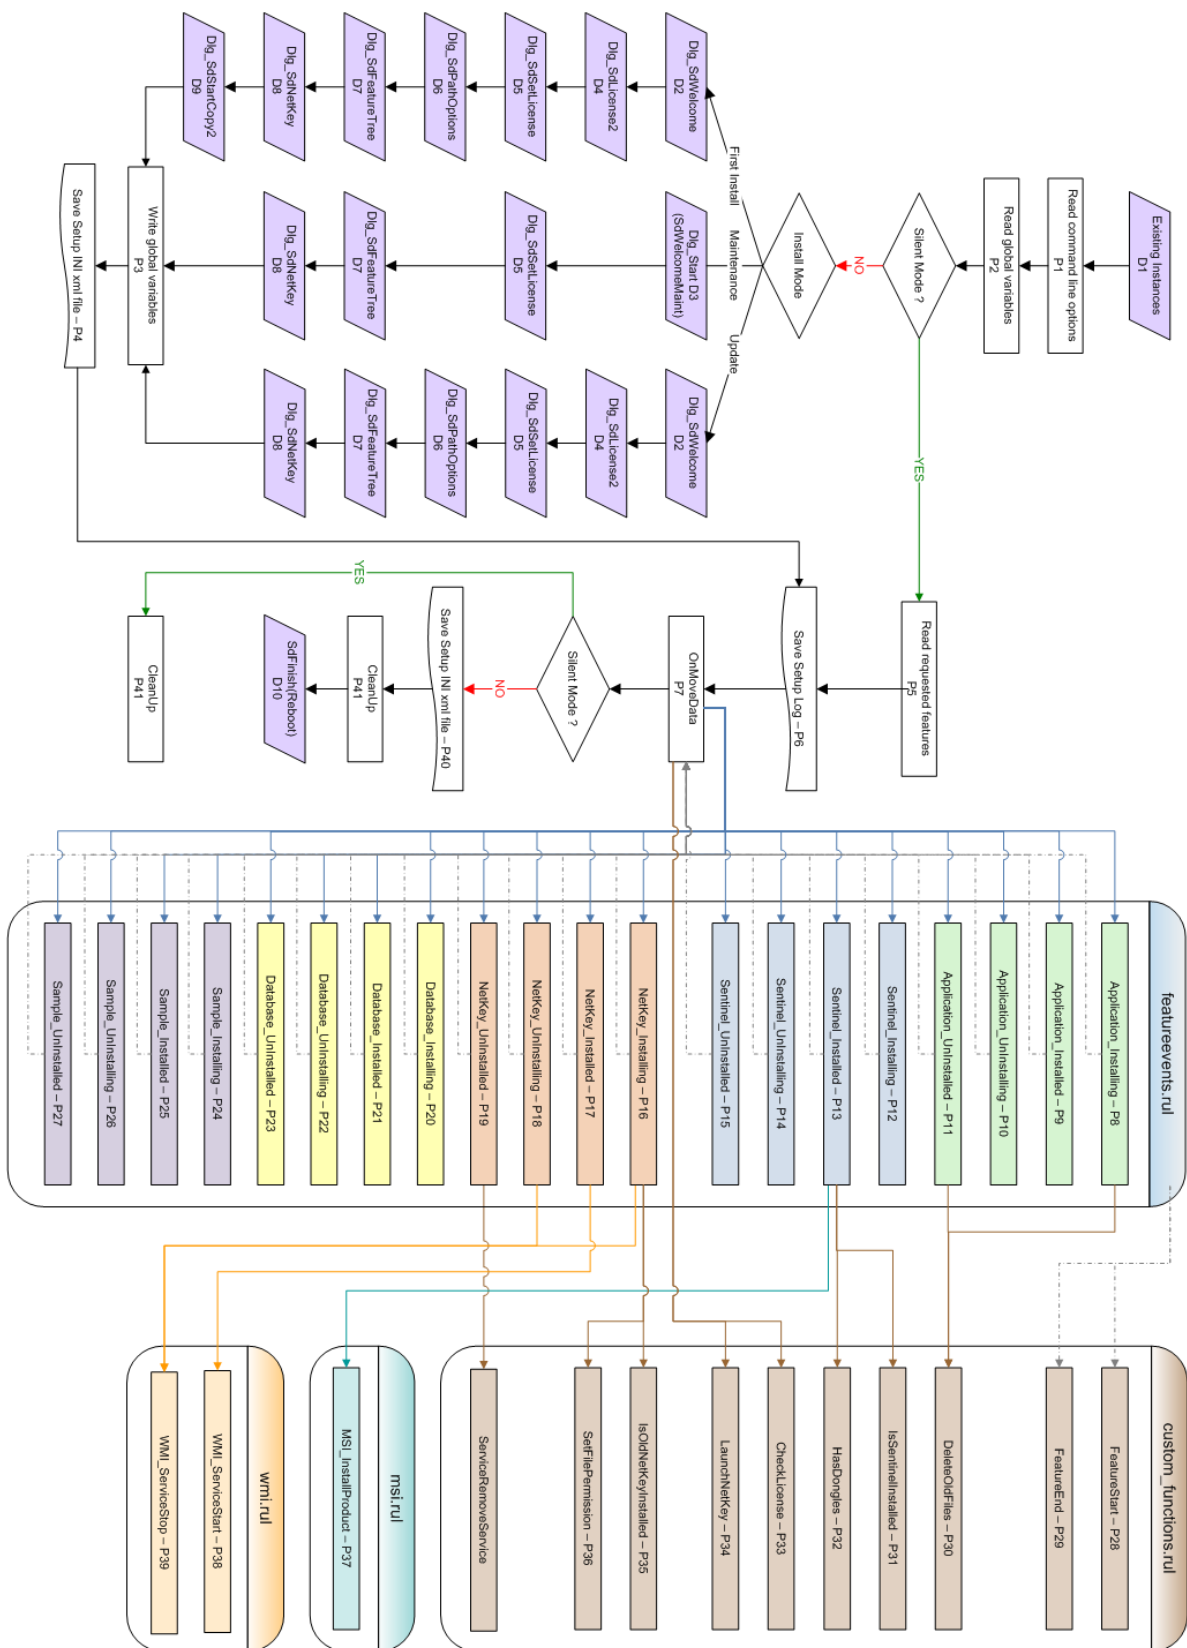 Existing Instances
D1
Read command line options
P1
Read global variables
P2
Silent Mode ?
NO
YES
Install Mode
First Install
Maintenance
Update
Dlg_SdWelcome
D2
Dlg_SdLicense2
D4
Dlg_SdSetLicense
D5
Dlg_SdPathOptions
D6
Dlg_SdFeatureTree
D7
Dlg_SdNetKey
D8
Dlg_SdStartCopy2
D9
Dlg_Start D3
(SdWelcomeMaint)
Dlg_SdSetLicense
D5
Dlg_SdFeatureTree
D7
Dlg_SdNetKey
D8
Dlg_SdWelcome
D2
Dlg_SdLicense2
D4
Dlg_SdSetLicense
D5
Dlg_SdPathOptions
D6
Dlg_SdFeatureTree
D7
Dlg_SdNetKey
D8
Write global variables
P3
Save Setup INI xml file – P4
Read requested features
P5
Save Setup Log – P6
OnMoveData
P7
Silent Mode ?
NO
YES
Save Setup INI xml file – P40
CleanUp
P41
SdFinish(Reboot)
D10
CleanUp
P41
featureevents.rul
Application_Installing – P8
Application_Installed – P9
Application_UnInstalling – P10
Application_UnInstalled – P11
Sentinel_Installing – P12
Sentinel_Installed – P13
Sentinel_UnInstalling – P14
Sentinel_UnInstalled – P15
NetKey_Installing – P16
NetKey_Installed – P17
NetKey_UnInstalling – P18
NetKey_UnInstalled – P19
Database_Installing – P20
Database_Installed – P21
Database_UnInstalling – P22
Database_UnInstalled – P23
Sample_Installing – P24
Sample_Installed – P25
Sample_UnInstalling – P26
Sample_UnInstalled – P27
custom_functions.rul
FeatureStart – P28
FeatureEnd – P29
DeleteOldFiles – P30
IsSentinelInstalled – P31
HasDongles – P32
CheckLicense – P33
LaunchNetKey – P34
IsOldNetKeyInstalled – P35
SetFilePermission – P36
ServiceRemoveService
msi.rul
MSI_InstallProduct – P37
wmi.rul
WMI_ServiceStart – P38
WMI_ServiceStop – P39